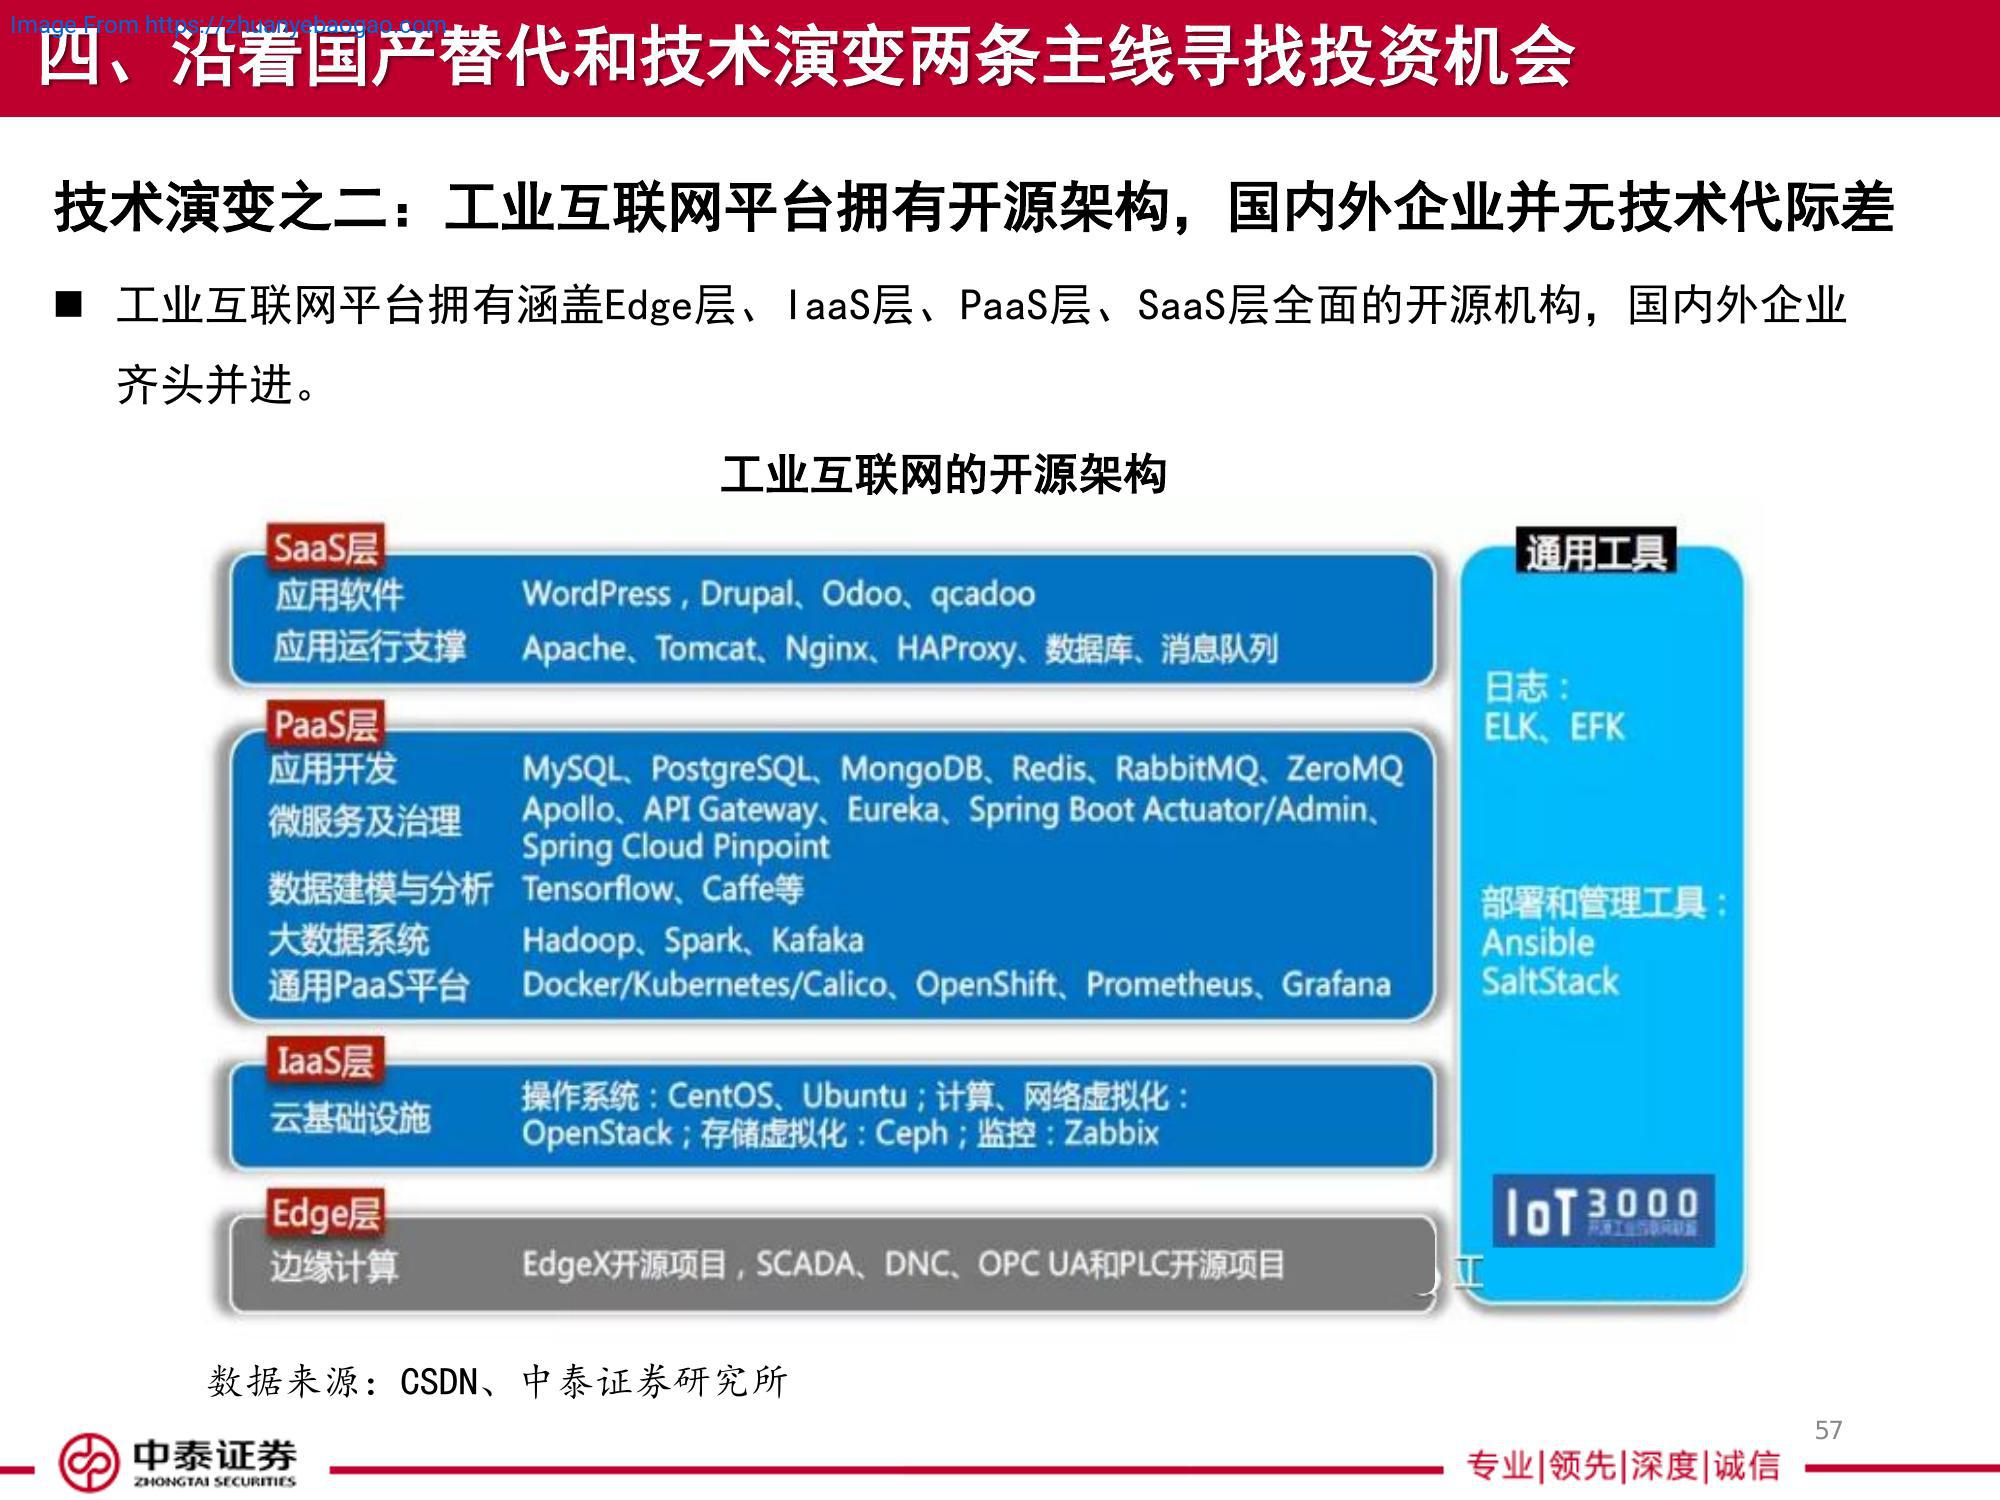 Image From https://zhuanyebaogao.com
四、沿着国产替代和技术演变两条主线寻找投资机会
技术演变之二：工业互联网平台拥有开源架构，国内外企业并无技术代际差
■ 工业互联网平台拥有涵盖Edge层、IaaS层、PaaS层、SaaS层全面的开源机构，国内外企业
齐头并进。
工业互联网的开源架构
SaaS层
应用软件 WordPress，Drupal、Odoo、qcadoo
应用运行支撑 Apache、Tomcat、Nginx、HAProxy、数据库、消息队列
PaaS层
应用开发 MySQL、PostgreSQL、MongoDB、Redis、RabbitMQ、ZeroMQ
微服务及治理 Apollo、API Gateway、Eureka、Spring Boot Actuator/Admin、
Spring Cloud Pinpoint
数据建模与分析 Tensorflow、Caffe等
大数据系统 Hadoop、Spark、Kafaka
通用PaaS平台 Docker/Kubernetes/Calico、OpenShift、Prometheus、Grafana
IaaS层
云基础设施 操作系统：CentOS、Ubuntu；计算、网络虚拟化：
OpenStack；存储虚拟化：Ceph；监控：Zabbix
Edge层
边缘计算 EdgeX开源项目，SCADA、DNC、OPC UA和PLC开源项目
工
通用工具
日志：
ELK、EFK
部署和管理工具：
Ansible
SaltStack
IoT 3000
开源工业互联网联盟
数据来源：CSDN、中泰证券研究所
57
中泰证券
ZHONGTAI SECURITIES
专业|领先|深度|诚信